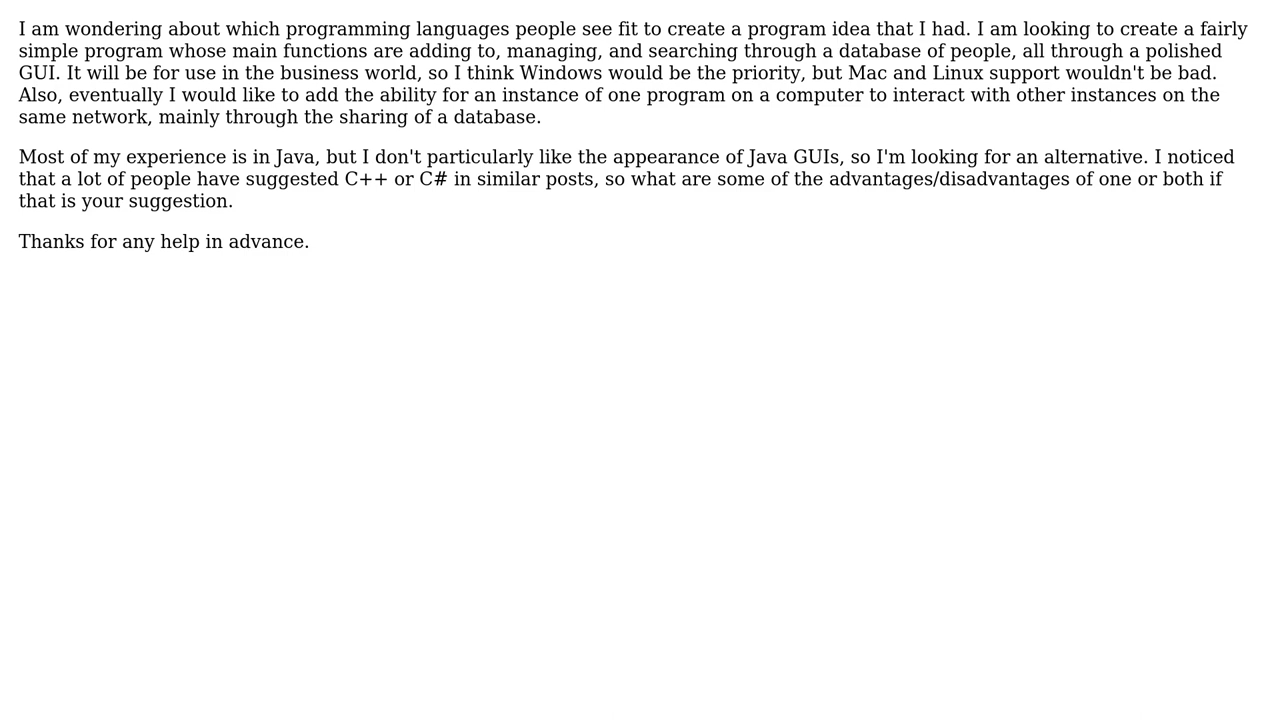 I am wondering about which programming languages people see fit to create a program idea that I had. I am looking to create a fairly
simple program whose main functions are adding to, managing, and searching through a database of people, all through a polished
GUI. It will be for use in the business world, so I think Windows would be the priority, but Mac and Linux support wouldn't be bad.
Also, eventually I would like to add the ability for an instance of one program on a computer to interact with other instances on the
same network, mainly through the sharing of a database.
Most of my experience is in Java, but I don't particularly like the appearance of Java GUIs, so I'm looking for an alternative. I noticed
that a lot of people have suggested C++ or C# in similar posts, so what are some of the advantages/disadvantages of one or both if
that is your suggestion.
Thanks for any help in advance.